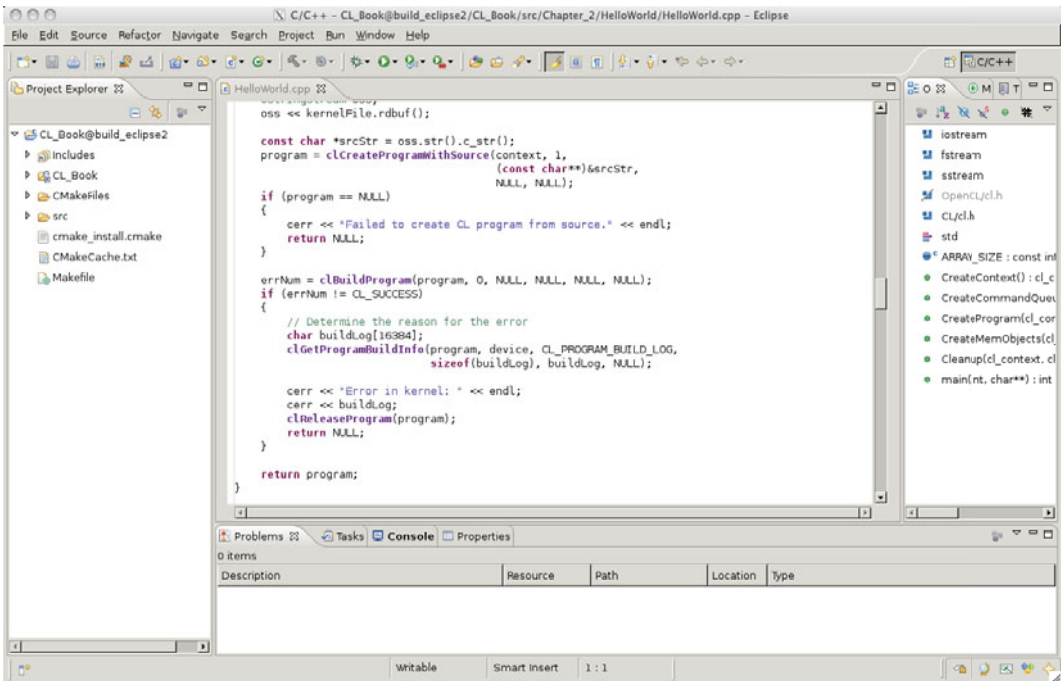 C/C++ - CL_Book@build_eclipse2/CL_Book/src/Chapter_2/HelloWorld/HelloWorld.cpp - Eclipse
File Edit Source Refactor Navigate Search Project Run Window Help
C/C++
Project Explorer
CL_Book@build_eclipse2
Includes
CL_Book
CMakeFiles
src
cmake_install.cmake
CMakeCache.txt
Makefile
HelloWorld.cpp
oss << kernelFile.rdbuf();
const char *srcStr = oss.str().c_str();
program = clCreateProgramWithSource(context, 1,
(const char**)&srcStr,
NULL, NULL);
if (program == NULL)
{
cerr << "Failed to create CL program from source." << endl;
return NULL;
}
errNum = clBuildProgram(program, 0, NULL, NULL, NULL, NULL);
if (errNum != CL_SUCCESS)
{
// Determine the reason for the error
char buildLog[16384];
clGetProgramBuildInfo(program, device, CL_PROGRAM_BUILD_LOG,
sizeof(buildLog), buildLog, NULL);
cerr << "Error in kernel: " << endl;
cerr << buildLog;
clReleaseProgram(program);
return NULL;
}
return program;
}
O M T
iostream
fstream
sstream
OpenCL/cl.h
CL/cl.h
std
ARRAY_SIZE : const int
CreateContext() : cl_c
CreateCommandQueu
CreateProgram(cl_cor
CreateMemObjects(cl_
Cleanup(cl_context, cl
main(int, char**) : int
Problems Tasks Console Properties
0 items
Description Resource Path Location Type
Writable Smart Insert 1 : 1